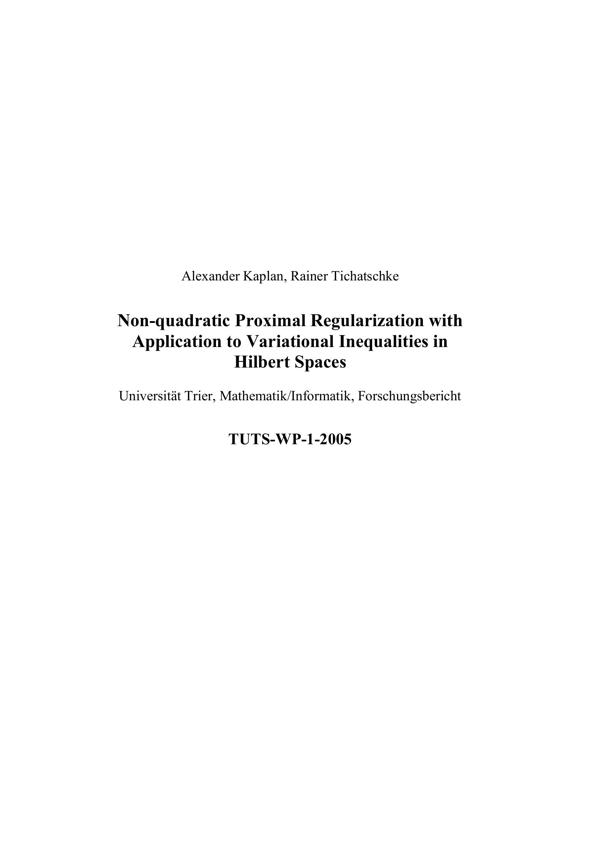 Alexander Kaplan, Rainer Tichatschke
Non-quadratic Proximal Regularization with
Application to Variational Inequalities in
Hilbert Spaces
Universität Trier, Mathematik/Informatik, Forschungsbericht
TUTS-WP-1-2005